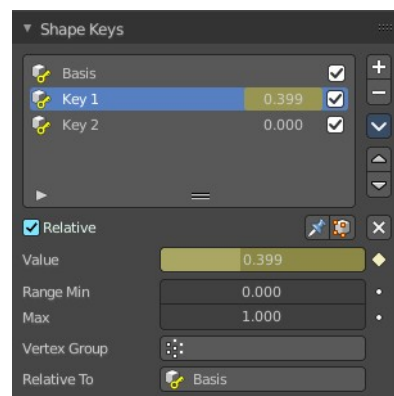 Shape Keys
Basis
Key 1 0.399
Key 2 0.000
Relative
Value 0.399
Range Min 0.000
Max 1.000
Vertex Group
Relative To Basis